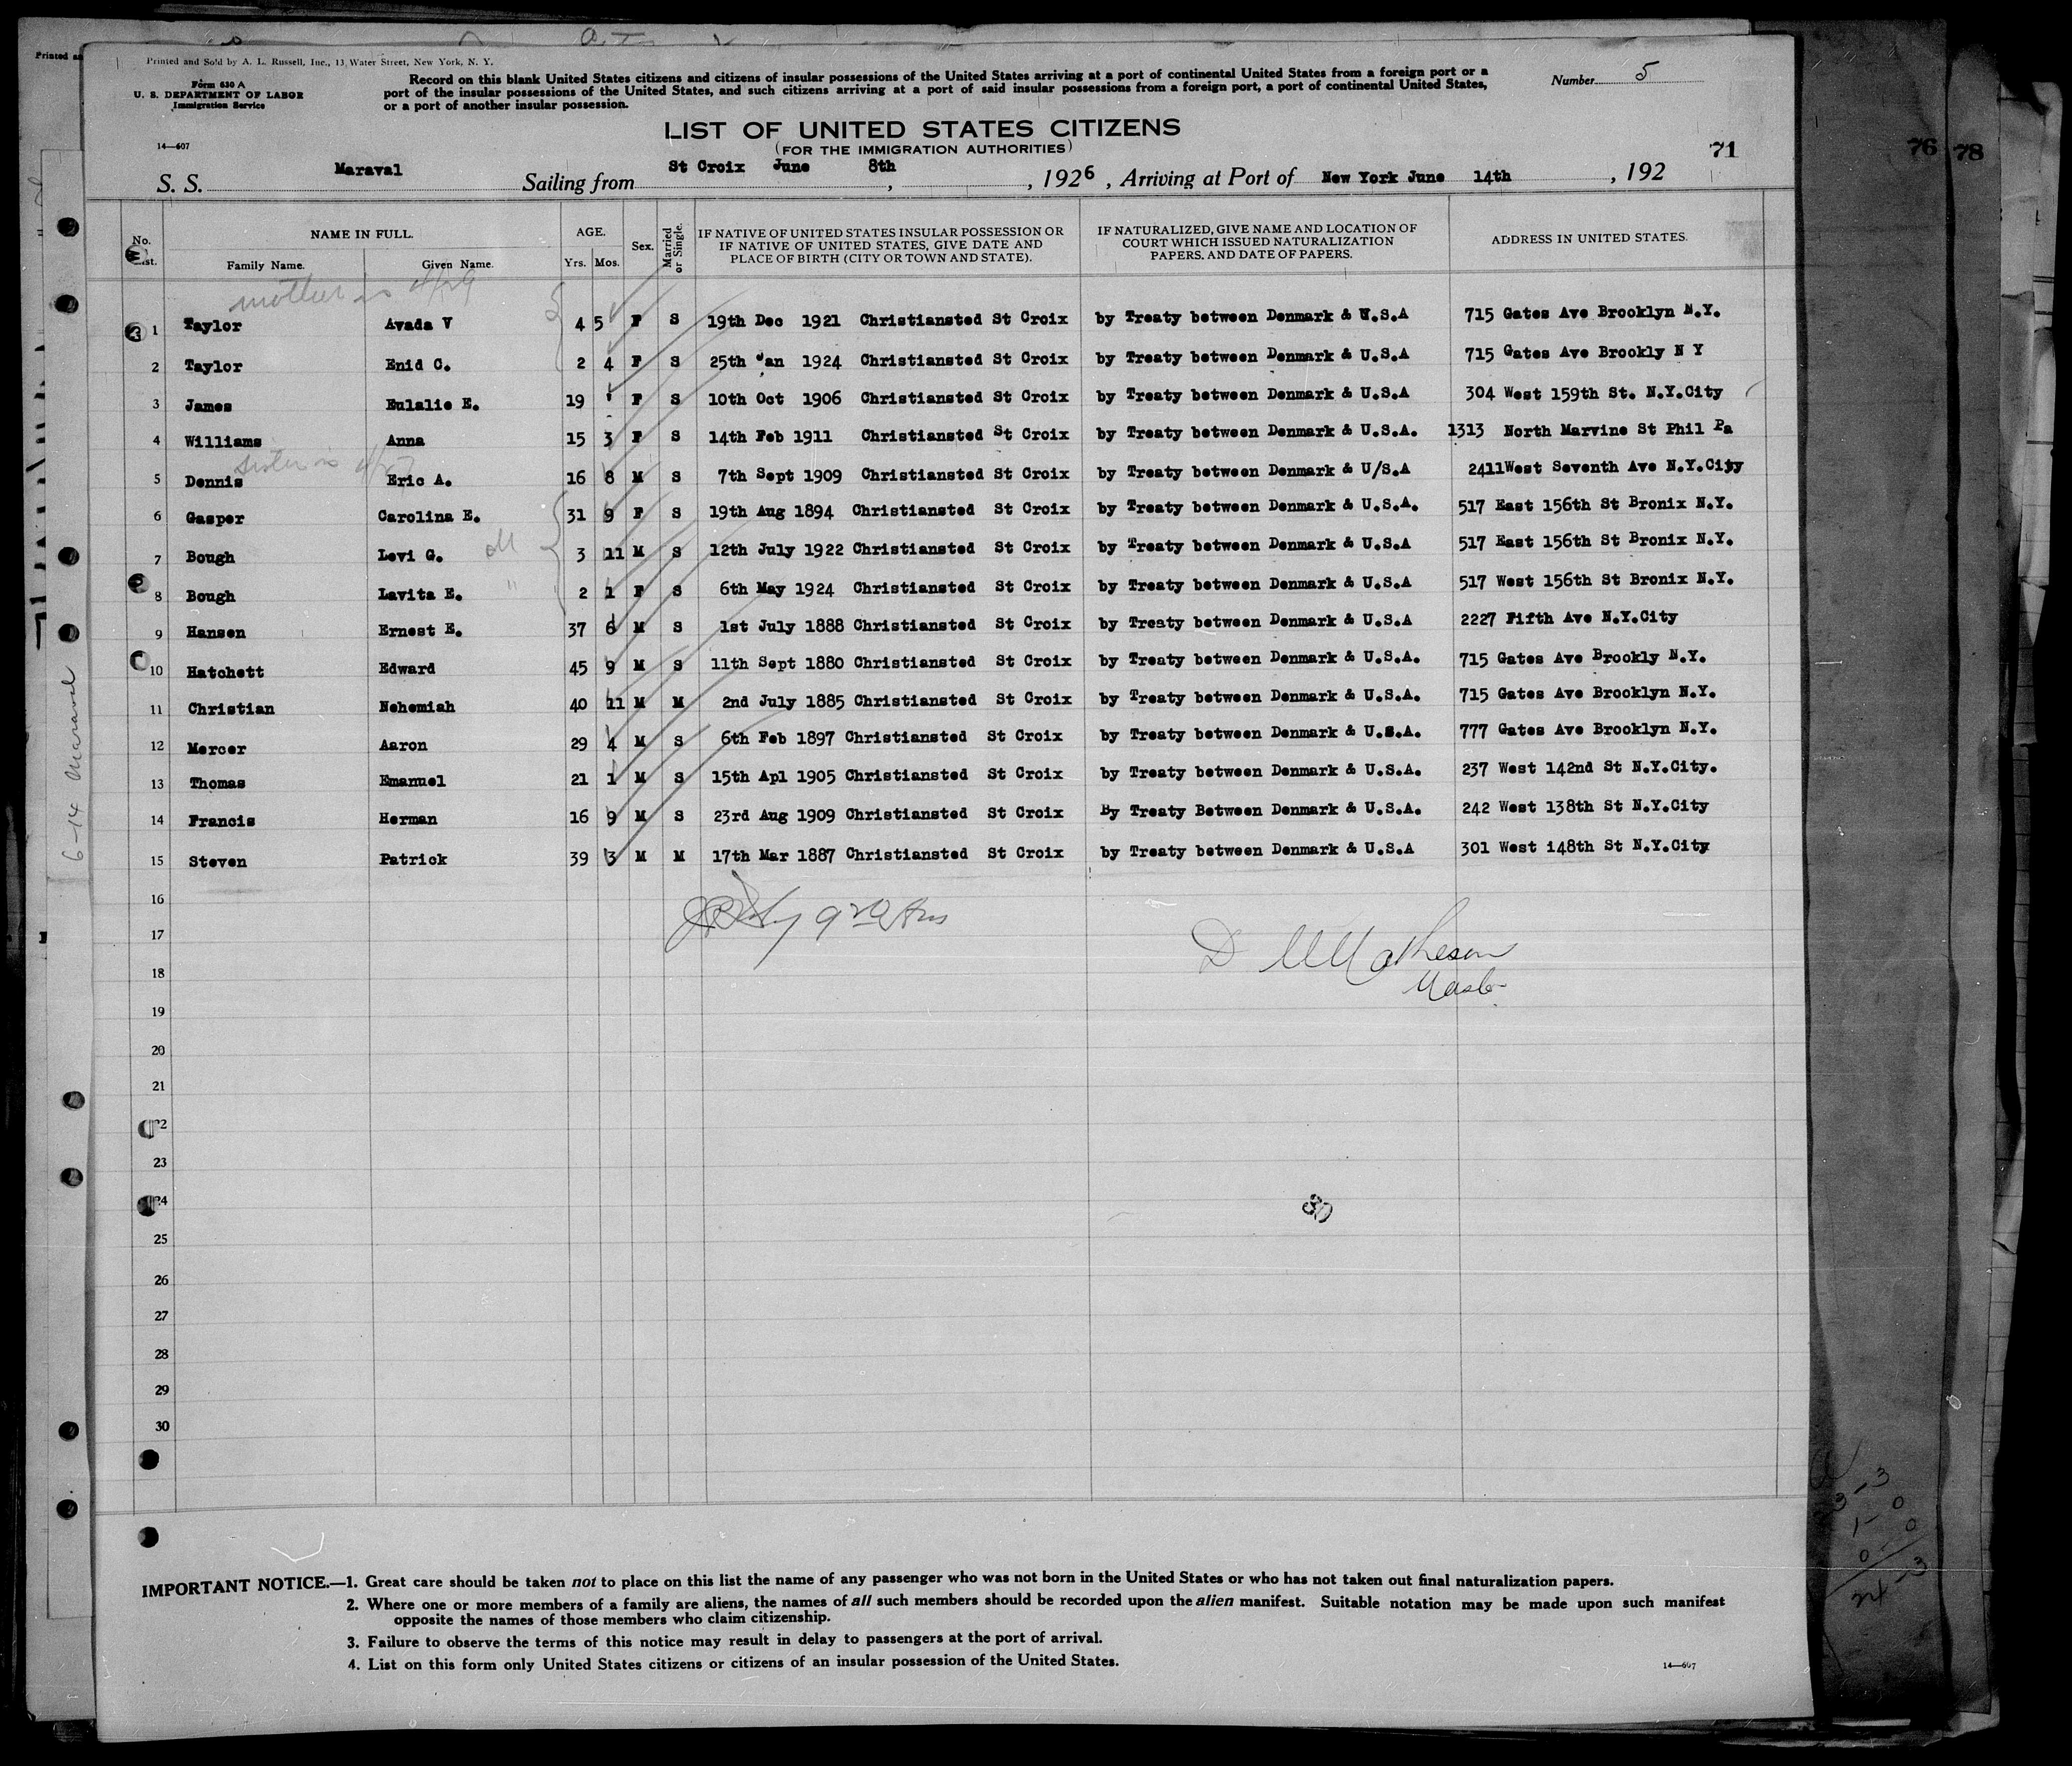 Printed and Sold by A. L. Russell, Inc., 13 Water Street, New York, N. Y.
Printed an
Form 630 A
U. S. DEPARTMENT OF LABOR
Immigration Service
Record on this blank United States citizens and citizens of insular possessions of the United States arriving at a port of continental United States from a foreign port or a
port of the insular possessions of the United States, and such citizens arriving at a port of said insular possessions from a foreign port, a port of continental United States,
or a port of another insular possession.
Number 5
LIST OF UNITED STATES CITIZENS
(FOR THE IMMIGRATION AUTHORITIES)
14—607
71
76 78
S. S. Maraval Sailing from St Croix June 8th , , 1926 , Arriving at Port of New York June 14th , 192
No. List. NAME IN FULL. AGE. Sex. Married or Single. IF NATIVE OF UNITED STATES INSULAR POSSESSION OR IF NATIVE OF UNITED STATES, GIVE DATE AND PLACE OF BIRTH (CITY OR TOWN AND STATE). IF NATURALIZED, GIVE NAME AND LOCATION OF COURT WHICH ISSUED NATURALIZATION PAPERS, AND DATE OF PAPERS. ADDRESS IN UNITED STATES.
Family Name. Given Name. Yrs. Mos.
mother is
1 Taylor Avada V 4 5 F S 19th Dec 1921 Christiansted St Croix by Treaty between Denmark & U.S.A 715 Gates Ave Brooklyn N.Y.
2 Taylor Enid C. 2 4 F S 25th Jan 1924 Christiansted St Croix by Treaty between Denmark & U.S.A 715 Gates Ave Brookly N Y
3 James Eulalie E. 19 F S 10th Oct 1906 Christiansted St Croix by Treaty between Denmark & U.S.A 304 West 159th St. N.Y.City
4 Williams Anna 15 3 F S 14th Feb 1911 Christiansted St Croix by Treaty between Denmark & U.S.A. 1313 North Marvine St Phil Pa
sister is
5 Dennis Eric A. 16 8 M S 7th Sept 1909 Christiansted St Croix by Treaty between Denmark & U/S.A 2411West Seventh Ave N.Y.City
6 Gasper Carolina E. 31 9 F S 19th Aug 1894 Christiansted St Croix by Treaty between Denmark & U.S.A. 517 East 156th St Bronix N.Y.
7 Bough Levi G. 3 11 M S 12th July 1922 Christiansted St Croix by Treaty between Denmark & U.S.A 517 East 156th St Bronix N.Y.
8 Bough Lavita E. " 2 1 F S 6th May 1924 Christiansted St Croix by Treaty between Denmark & U.S.A 517 West 156th St Bronix N.Y.
9 Hansen Ernest E. 37 6 M S 1st July 1888 Christiansted St Croix by Treaty between Denmark & U.S.A 2227 Fifth Ave N.Y.City
10 Hatchett Edward 45 9 M S 11th Sept 1880 Christiansted St Croix by Treaty between Denmark & U.S.A. 715 Gates Ave Brookly N.Y.
11 Christian Nehemiah 40 11 M M 2nd July 1885 Christiansted St Croix by Treaty between Denmark & U.S.A. 715 Gates Ave Brooklyn N.Y.
12 Mercer Aaron 29 4 M S 6th Feb 1897 Christiansted St Croix by Treaty between Denmark & U.S.A. 777 Gates Ave Brooklyn N.Y.
13 Thomas Emanuel 21 1 M S 15th Apl 1905 Christiansted St Croix by Treaty between Denmark & U.S.A. 237 West 142nd St N.Y.City.
14 Francis Herman 16 9 M S 23rd Aug 1909 Christiansted St Croix By Treaty Between Denmark & U.S.A. 242 West 138th St N.Y.City
15 Steven Patrick 39 3 M M 17th Mar 1887 Christiansted St Croix by Treaty between Denmark & U.S.A 301 West 148th St N.Y.City
6-14 Maraval
16
17
D Matheson
18
Master
19
20
21
22
23
24
25
26
27
28
29
30
IMPORTANT NOTICE.—1. Great care should be taken not to place on this list the name of any passenger who was not born in the United States or who has not taken out final naturalization papers.
2. Where one or more members of a family are aliens, the names of all such members should be recorded upon the alien manifest. Suitable notation may be made upon such manifest
opposite the names of those members who claim citizenship.
3. Failure to observe the terms of this notice may result in delay to passengers at the port of arrival.
4. List on this form only United States citizens or citizens of an insular possession of the United States.
14—607